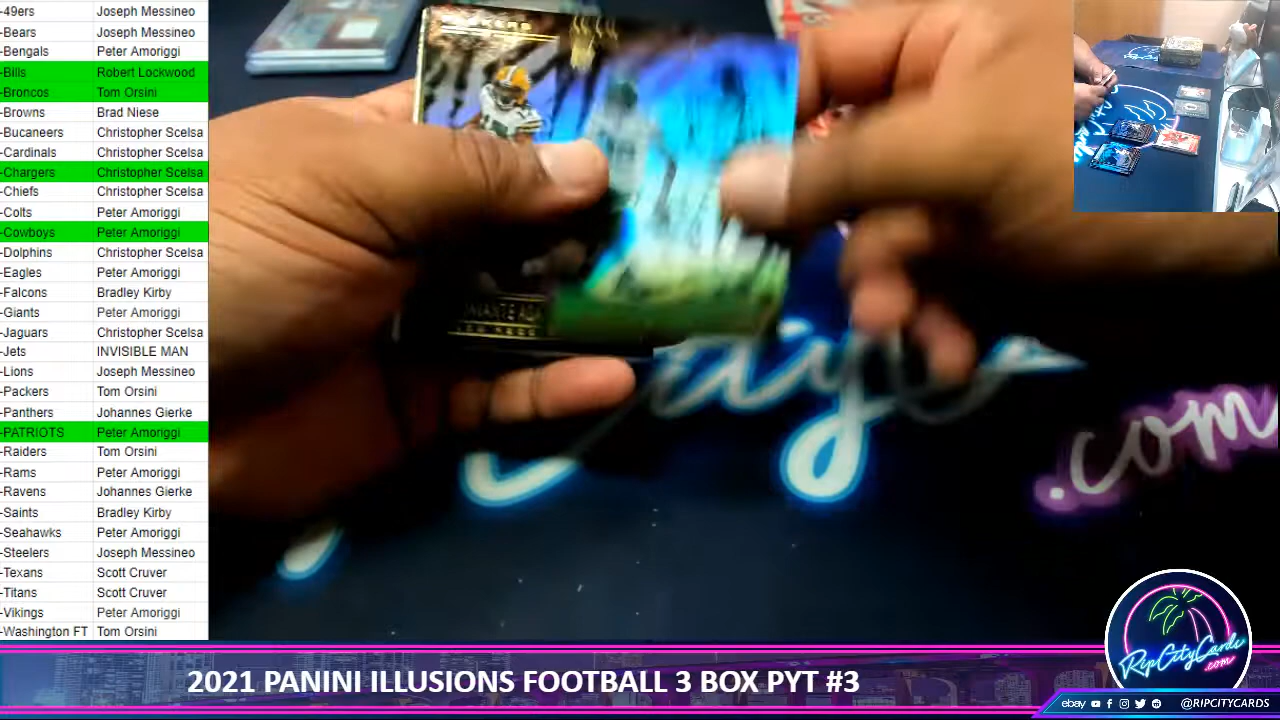 -49ers Joseph Messineo
-Bears Joseph Messineo
-Bengals Peter Amoriggi
-Bills Robert Lockwood
-Broncos Tom Orsini
-Browns Brad Niese
-Bucaneers Christopher Scelsa
-Cardinals Christopher Scelsa
-Chargers Christopher Scelsa
-Chiefs Christopher Scelsa
-Colts Peter Amoriggi
-Cowboys Peter Amoriggi
-Dolphins Christopher Scelsa
-Eagles Peter Amoriggi
-Falcons Bradley Kirby
-Giants Peter Amoriggi
-Jaguars Christopher Scelsa
-Jets INVISIBLE MAN
-Lions Joseph Messineo
-Packers Tom Orsini
-Panthers Johannes Gierke
-PATRIOTS Peter Amoriggi
-Raiders Tom Orsini
-Rams Peter Amoriggi
-Ravens Johannes Gierke
-Saints Bradley Kirby
-Seahawks Peter Amoriggi
-Steelers Joseph Messineo
-Texans Scott Cruver
-Titans Scott Cruver
-Vikings Peter Amoriggi
-Washington FT Tom Orsini
.com
RipCityCards
.com
2021 PANINI ILLUSIONS FOOTBALL 3 BOX PYT #3
ebay @RIPCITYCARDS